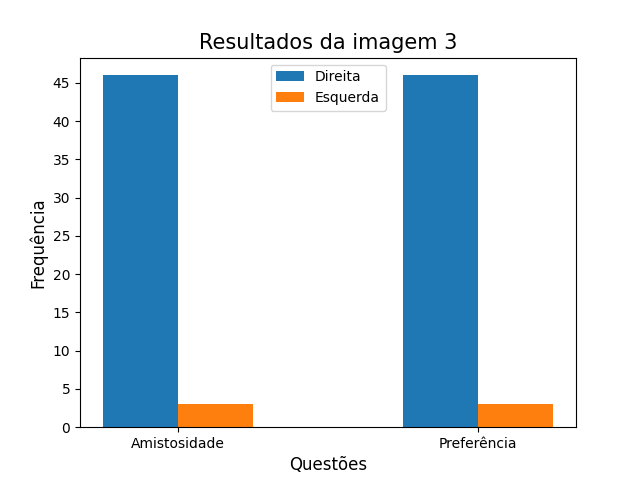 Resultados da imagem 3
Direita
Esquerda
45
40
35
30
25
20
15
10
5
0
Frequência
Amistosidade
Preferência
Questões